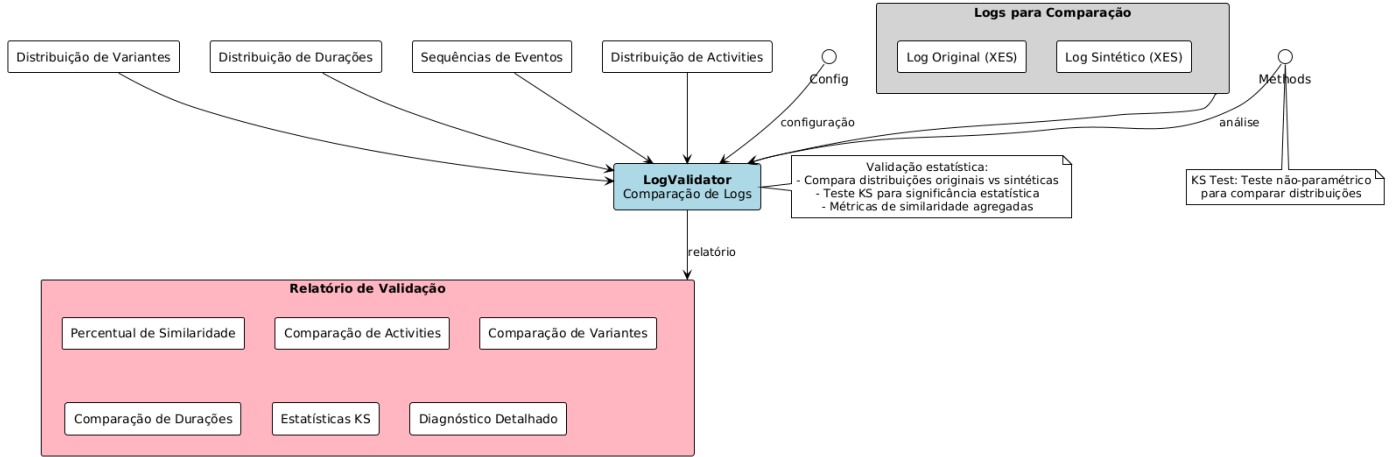 Logs para Comparação
Log Original (XES)
Log Sintético (XES)
Distribuição de Variantes
Distribuição de Durações
Sequências de Eventos
Distribuição de Activities
Config
Methods
configuração
análise
LogValidator
Comparação de Logs
Validação estatística:
- Compara distribuições originais vs sintéticas
- Teste KS para significância estatística
- Métricas de similaridade agregadas
KS Test: Teste não-paramétrico
para comparar distribuições
relatório
Relatório de Validação
Percentual de Similaridade
Comparação de Activities
Comparação de Variantes
Comparação de Durações
Estatísticas KS
Diagnóstico Detalhado